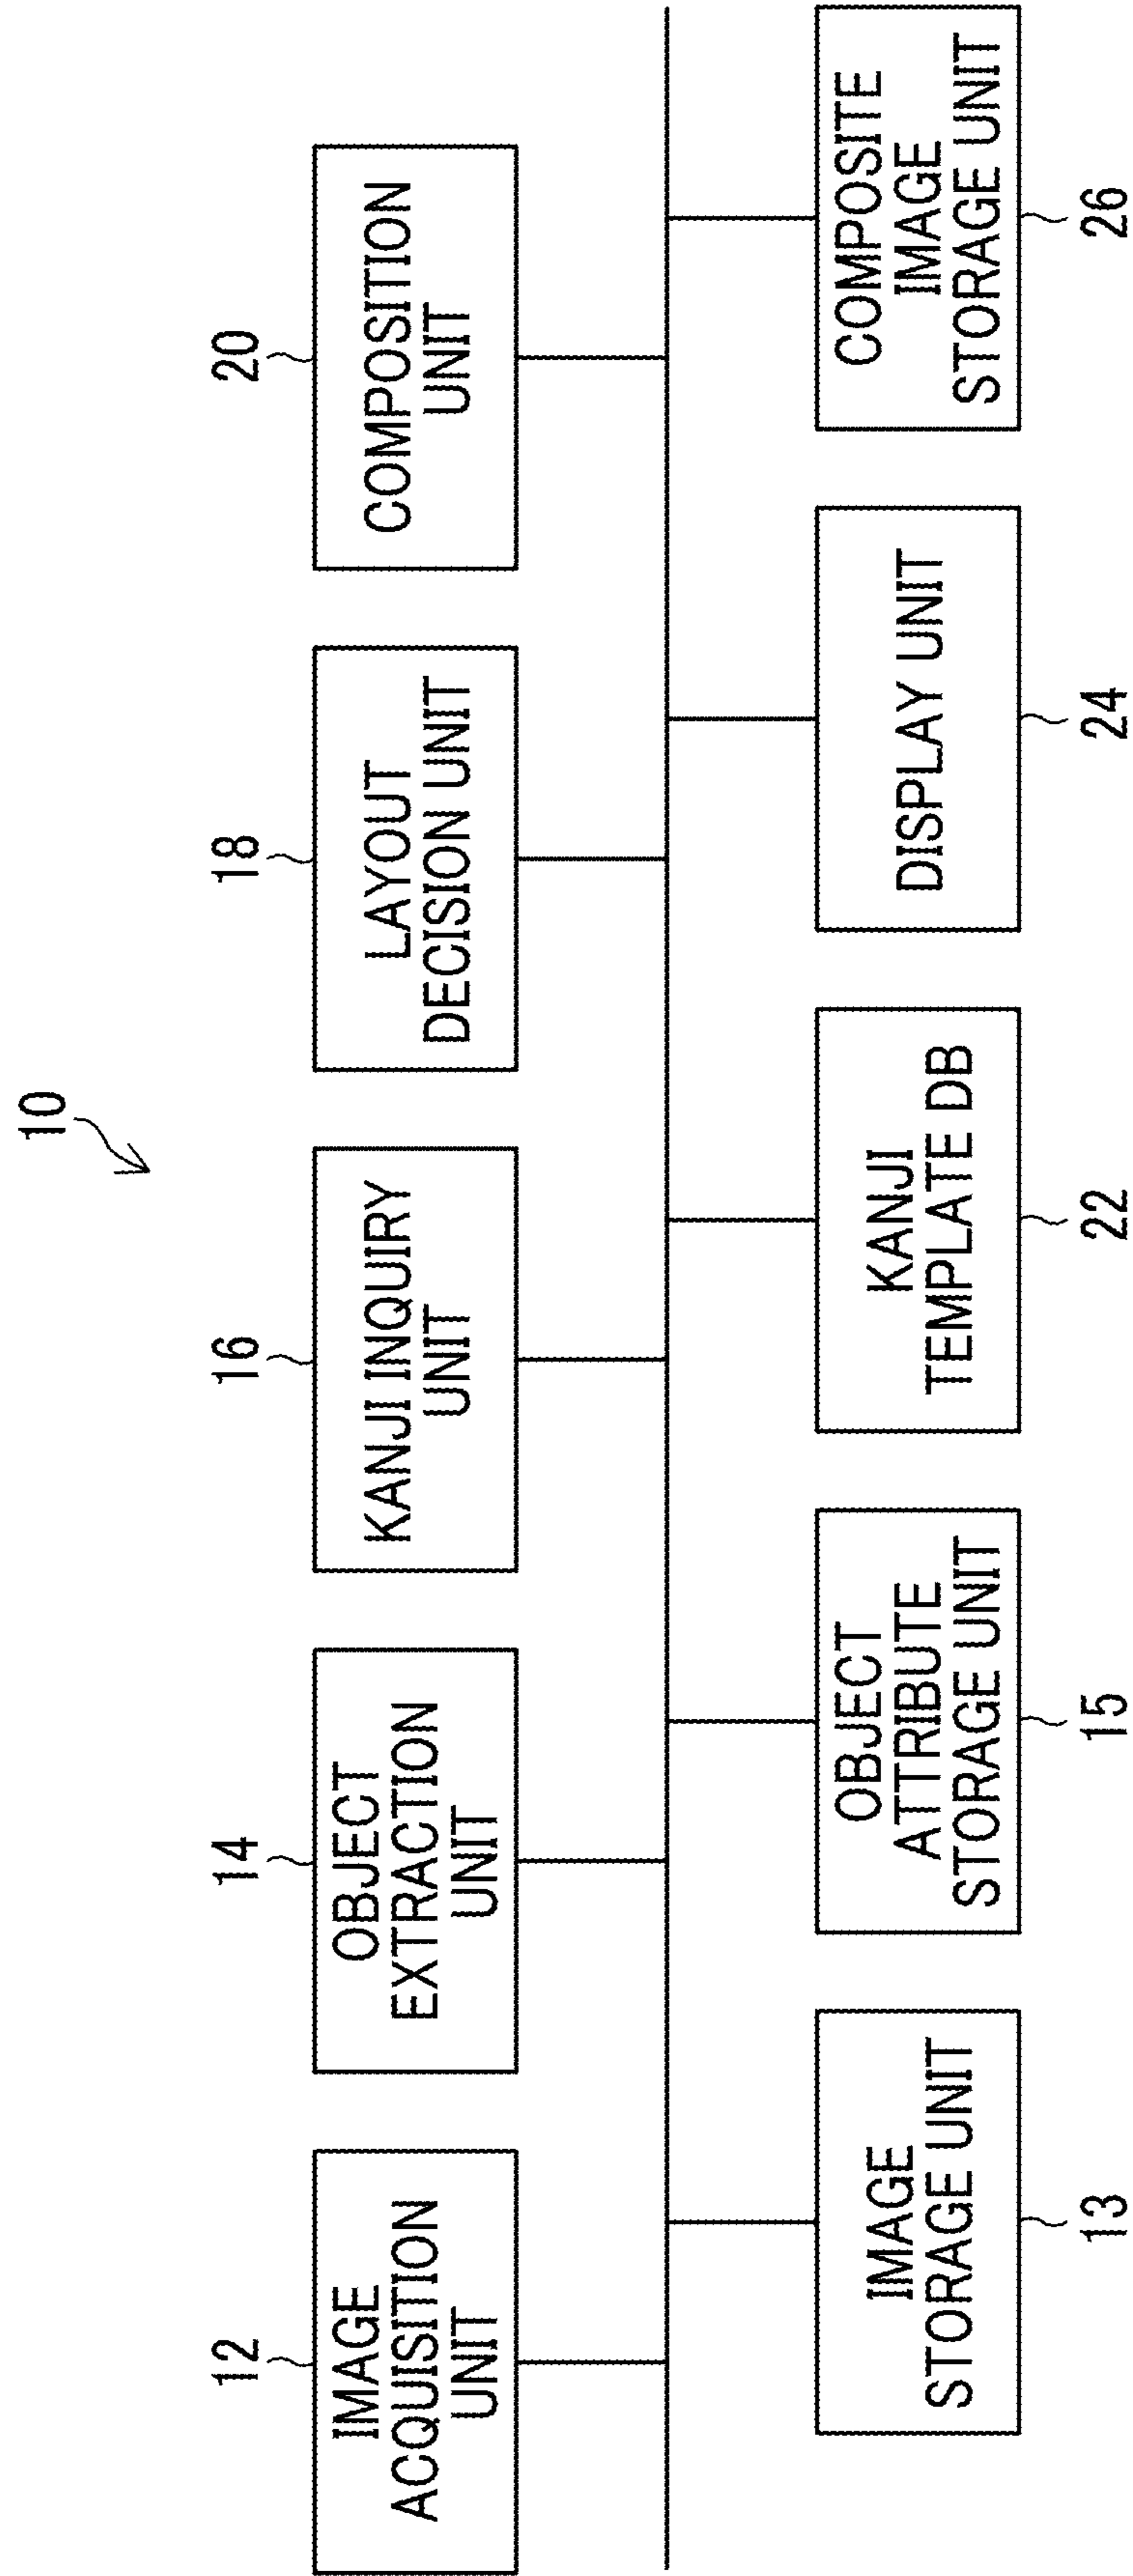 10
12
IMAGE
ACQUISITION
UNIT
14
OBJECT
EXTRACTION
UNIT
16
KANJI INQUIRY
UNIT
18
LAYOUT
DECISION UNIT
20
COMPOSITION
UNIT
IMAGE
STORAGE UNIT
13
OBJECT
ATTRIBUTE
STORAGE UNIT
15
KANJI
TEMPLATE DB
22
DISPLAY UNIT
24
COMPOSITE
IMAGE
STORAGE UNIT
26